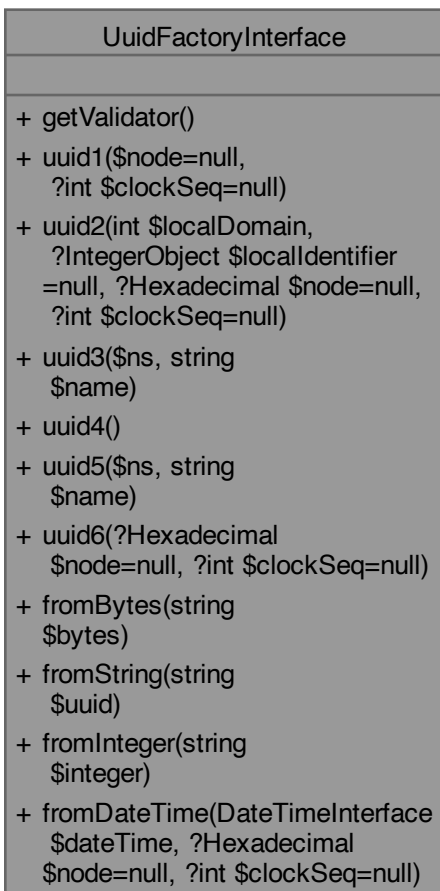 UuidFactoryInterface
+ getValidator()
+ uuid1($node=null,
?int $clockSeq=null)
+ uuid2(int $localDomain,
?IntegerObject $localIdentifier
=null, ?Hexadecimal $node=null,
?int $clockSeq=null)
+ uuid3($ns, string
$name)
+ uuid4()
+ uuid5($ns, string
$name)
+ uuid6(?Hexadecimal
$node=null, ?int $clockSeq=null)
+ fromBytes(string
$bytes)
+ fromString(string
$uuid)
+ fromInteger(string
$integer)
+ fromDateTime(DateTimeInterface
$dateTime, ?Hexadecimal
$node=null, ?int $clockSeq=null)